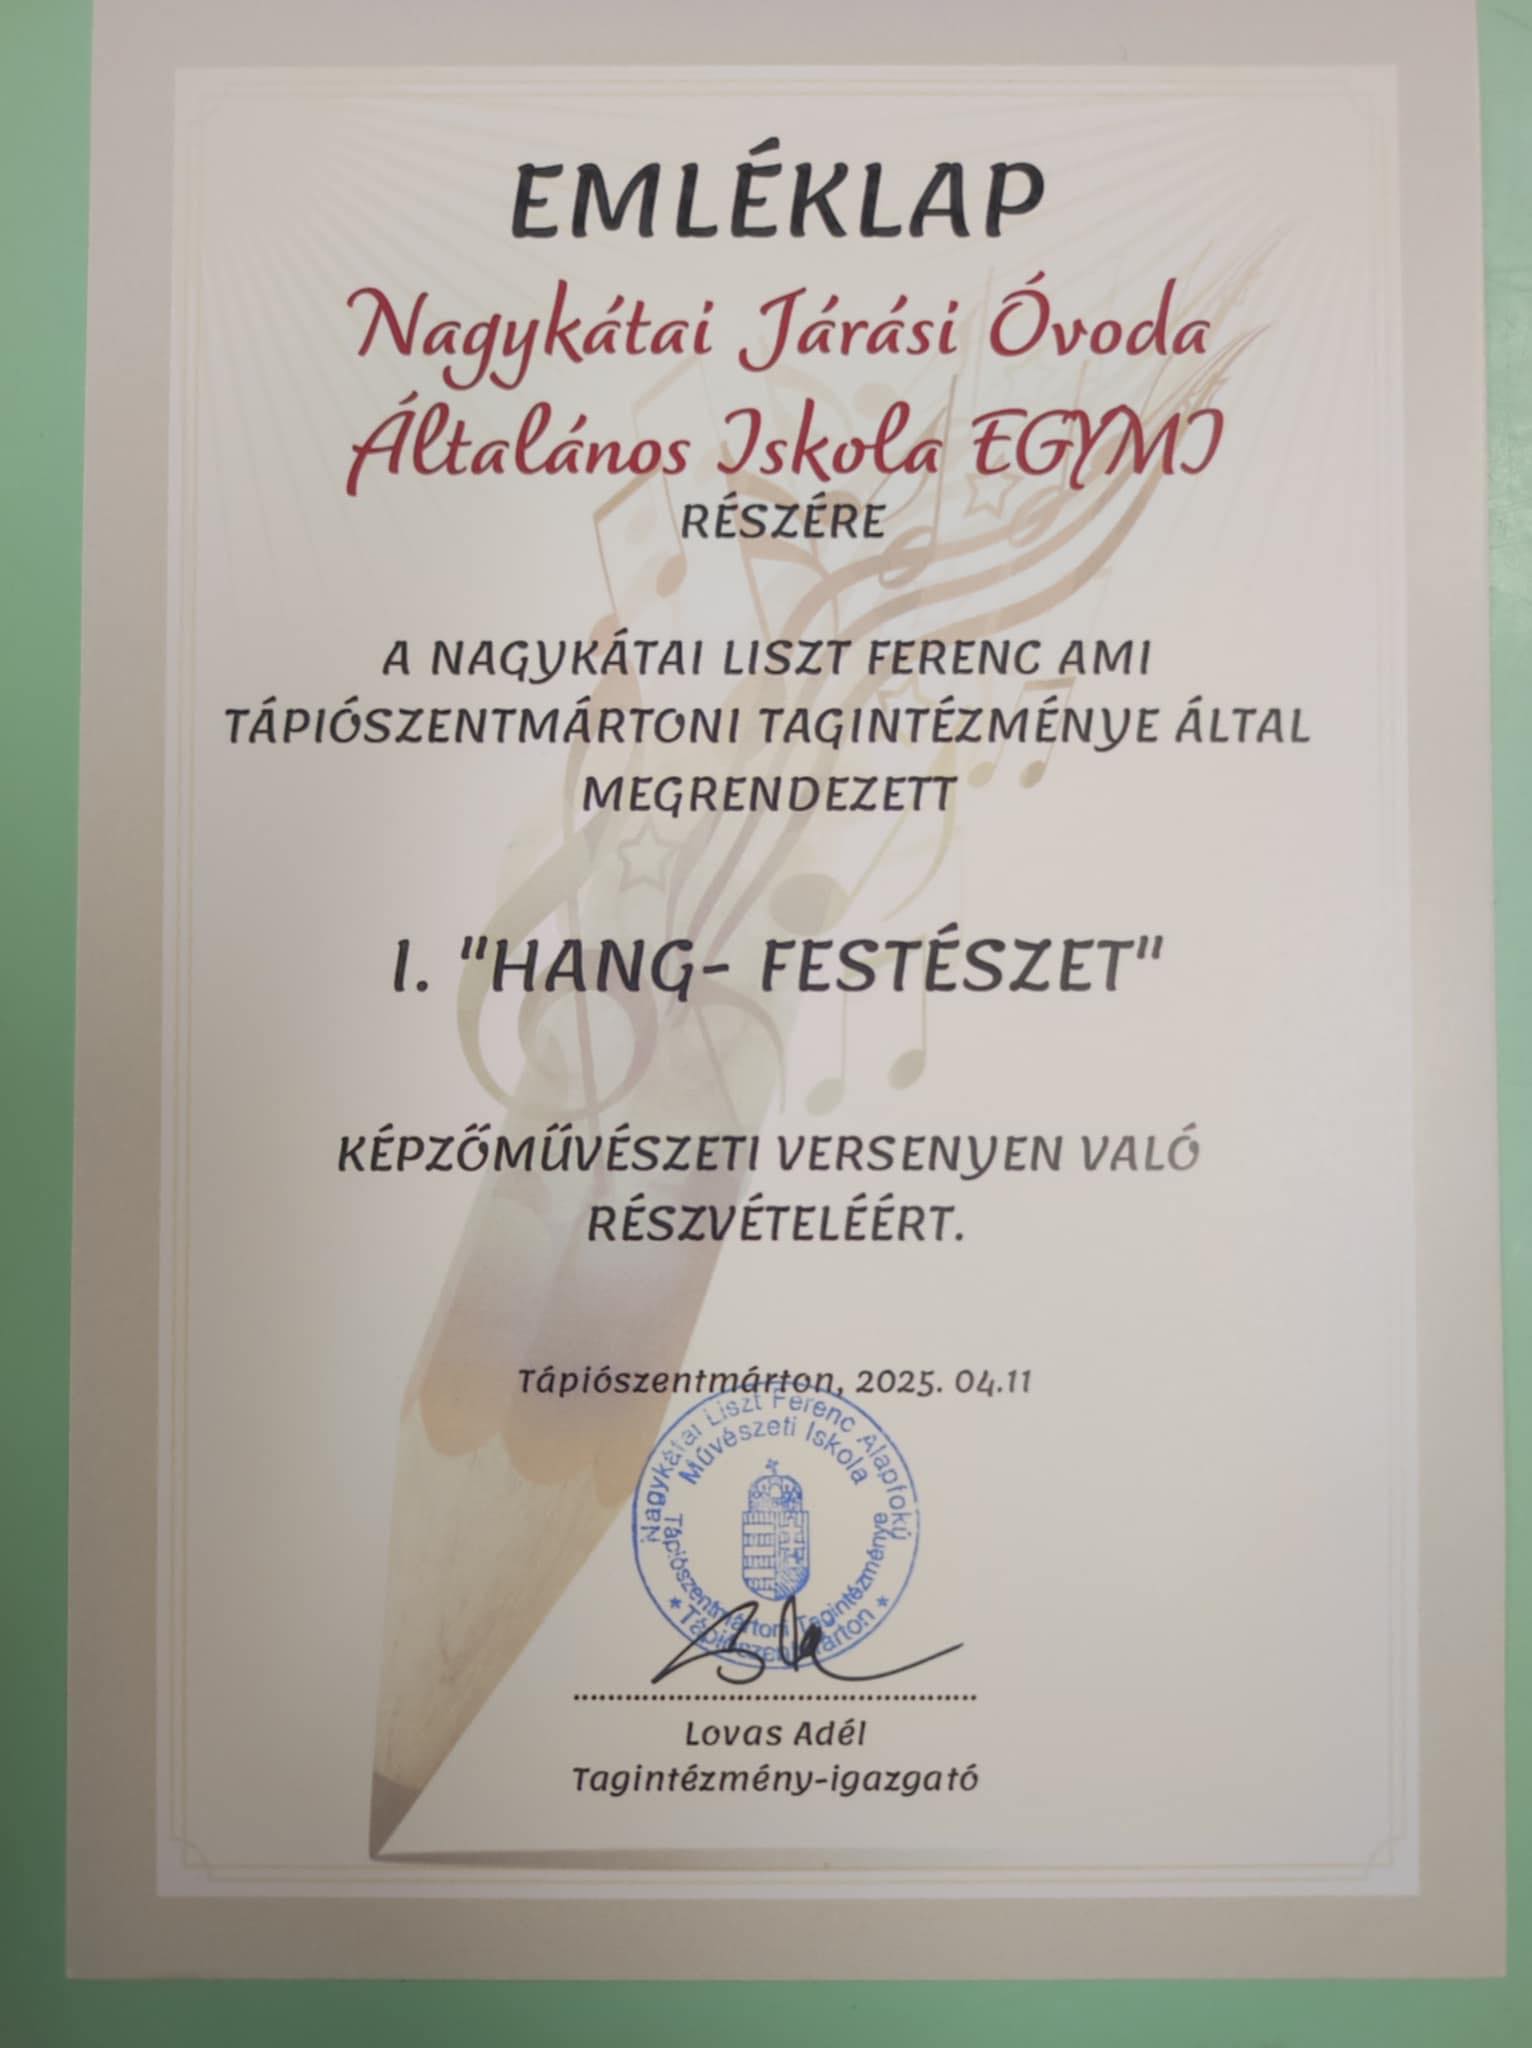 EMLÉKLAP
Nagykátai Járási Óvoda
Általános Iskola EGYMI
RÉSZÉRE
A NAGYKÁTAI LISZT FERENC AMI
TÁPIÓSZENTMÁRTONI TAGINTÉZMÉNYE ÁLTAL
MEGRENDEZETT
I. "HANG- FESTÉSZET"
KÉPZŐMŰVÉSZETI VERSENYEN VALÓ
RÉSZVÉTELÉÉRT.
Tápiószentmárton, 2025. 04.11
Nagykátai Liszt Ferenc Alapfokú
Művészeti Iskola
Tápiószentmártoni Tagintézménye
* Tápiószentmárton *
Lovas Adél
Tagintézmény-igazgató